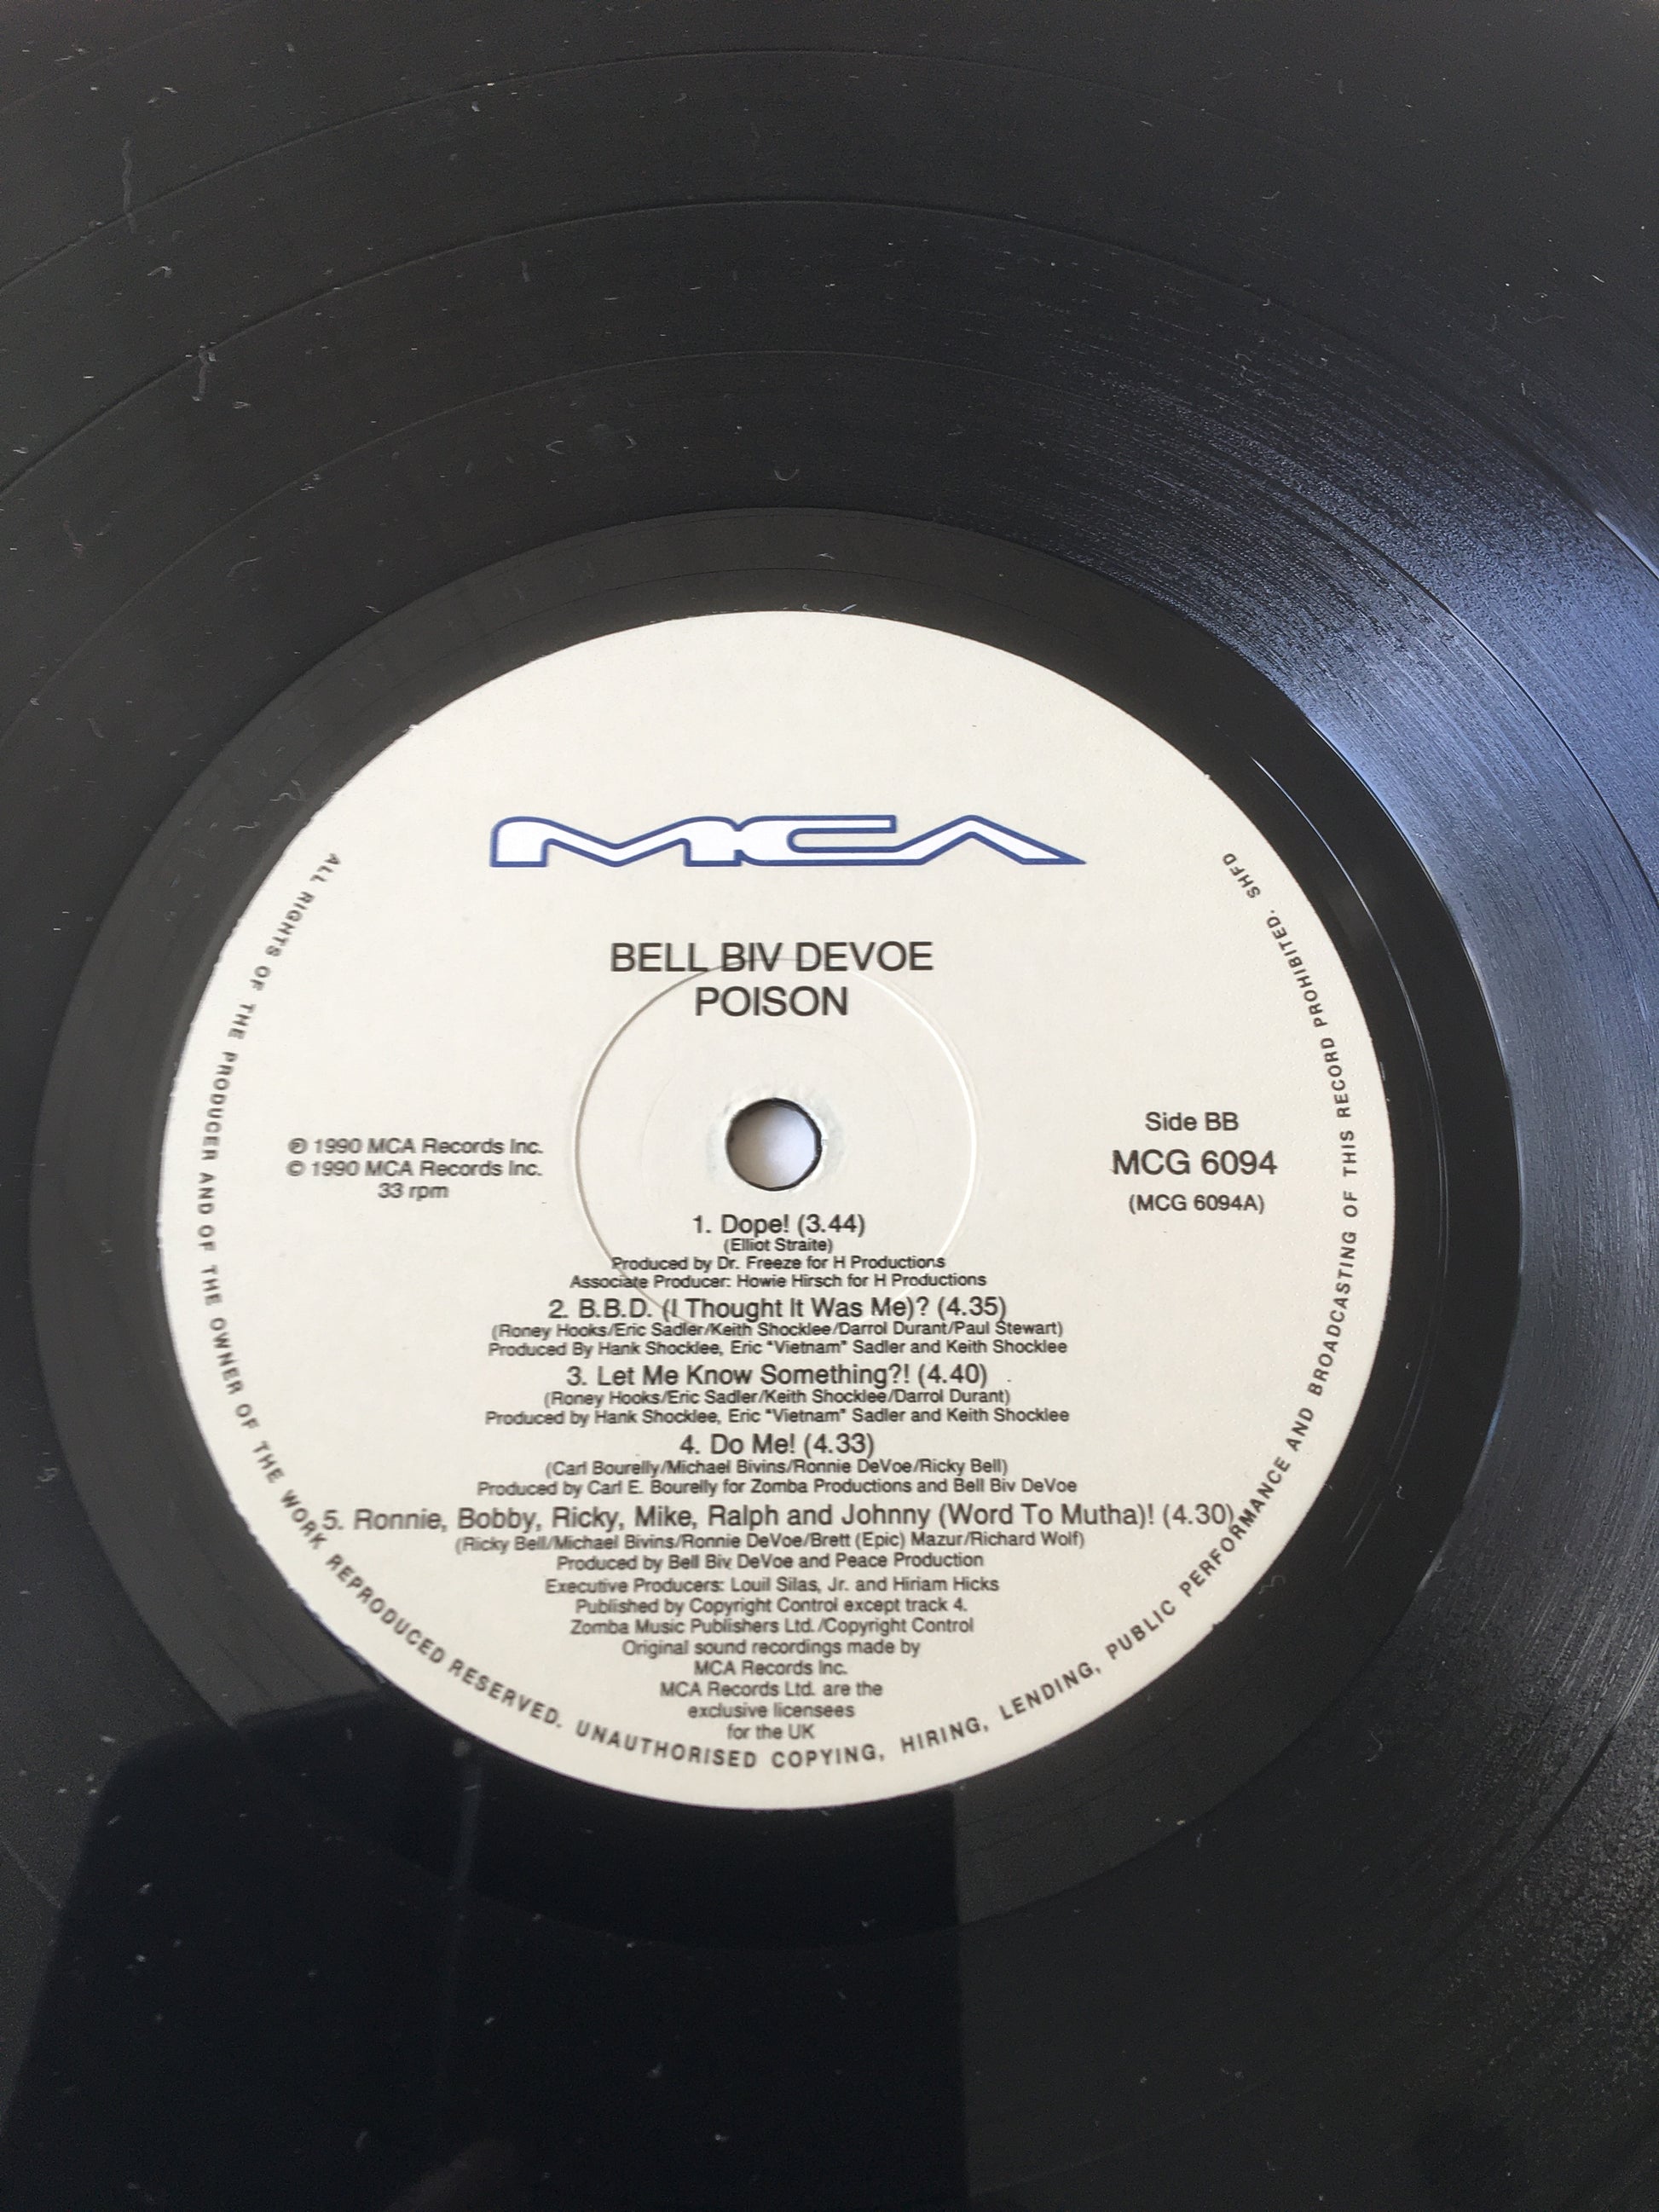 MCA
BELL BIV DEVOE
POISON
℗ 1990 MCA Records Inc.
© 1990 MCA Records Inc.
33 rpm
Side BB
MCG 6094
(MCG 6094A)
1. Dope! (3.44)
(Elliot Straite)
Produced by Dr. Freeze for H Productions
Associate Producer: Howie Hirsch for H Productions
2. B.B.D. (I Thought It Was Me)? (4.35)
(Roney Hooks/Eric Sadler/Keith Shocklee/Darrol Durant/Paul Stewart)
Produced By Hank Shocklee, Eric "Vietnam" Sadler and Keith Shocklee
3. Let Me Know Something?! (4.40)
(Roney Hooks/Eric Sadler/Keith Shocklee/Darrol Durant)
Produced by Hank Shocklee, Eric "Vietnam" Sadler and Keith Shocklee
4. Do Me! (4.33)
(Carl Bourelly/Michael Bivins/Ronnie DeVoe/Ricky Bell)
Produced by Carl E. Bourelly for Zomba Productions and Bell Biv DeVoe
5. Ronnie, Bobby, Ricky, Mike, Ralph and Johnny (Word To Mutha)! (4.30)
(Ricky Bell/Michael Bivins/Ronnie DeVoe/Brett (Epic) Mazur/Richard Wolf)
Produced by Bell Biv DeVoe and Peace Production
Executive Producers: Louil Silas, Jr. and Hiriam Hicks
Published by Copyright Control except track 4.
Zomba Music Publishers Ltd./Copyright Control
Original sound recordings made by
MCA Records Inc.
MCA Records Ltd. are the
exclusive licensees
for the UK
ALL RIGHTS OF THE PRODUCER AND OF THE OWNER OF THE WORK REPRODUCED RESERVED. UNAUTHORISED COPYING, HIRING, LENDING, PUBLIC PERFORMANCE AND BROADCASTING OF THIS RECORD PROHIBITED. SHFD